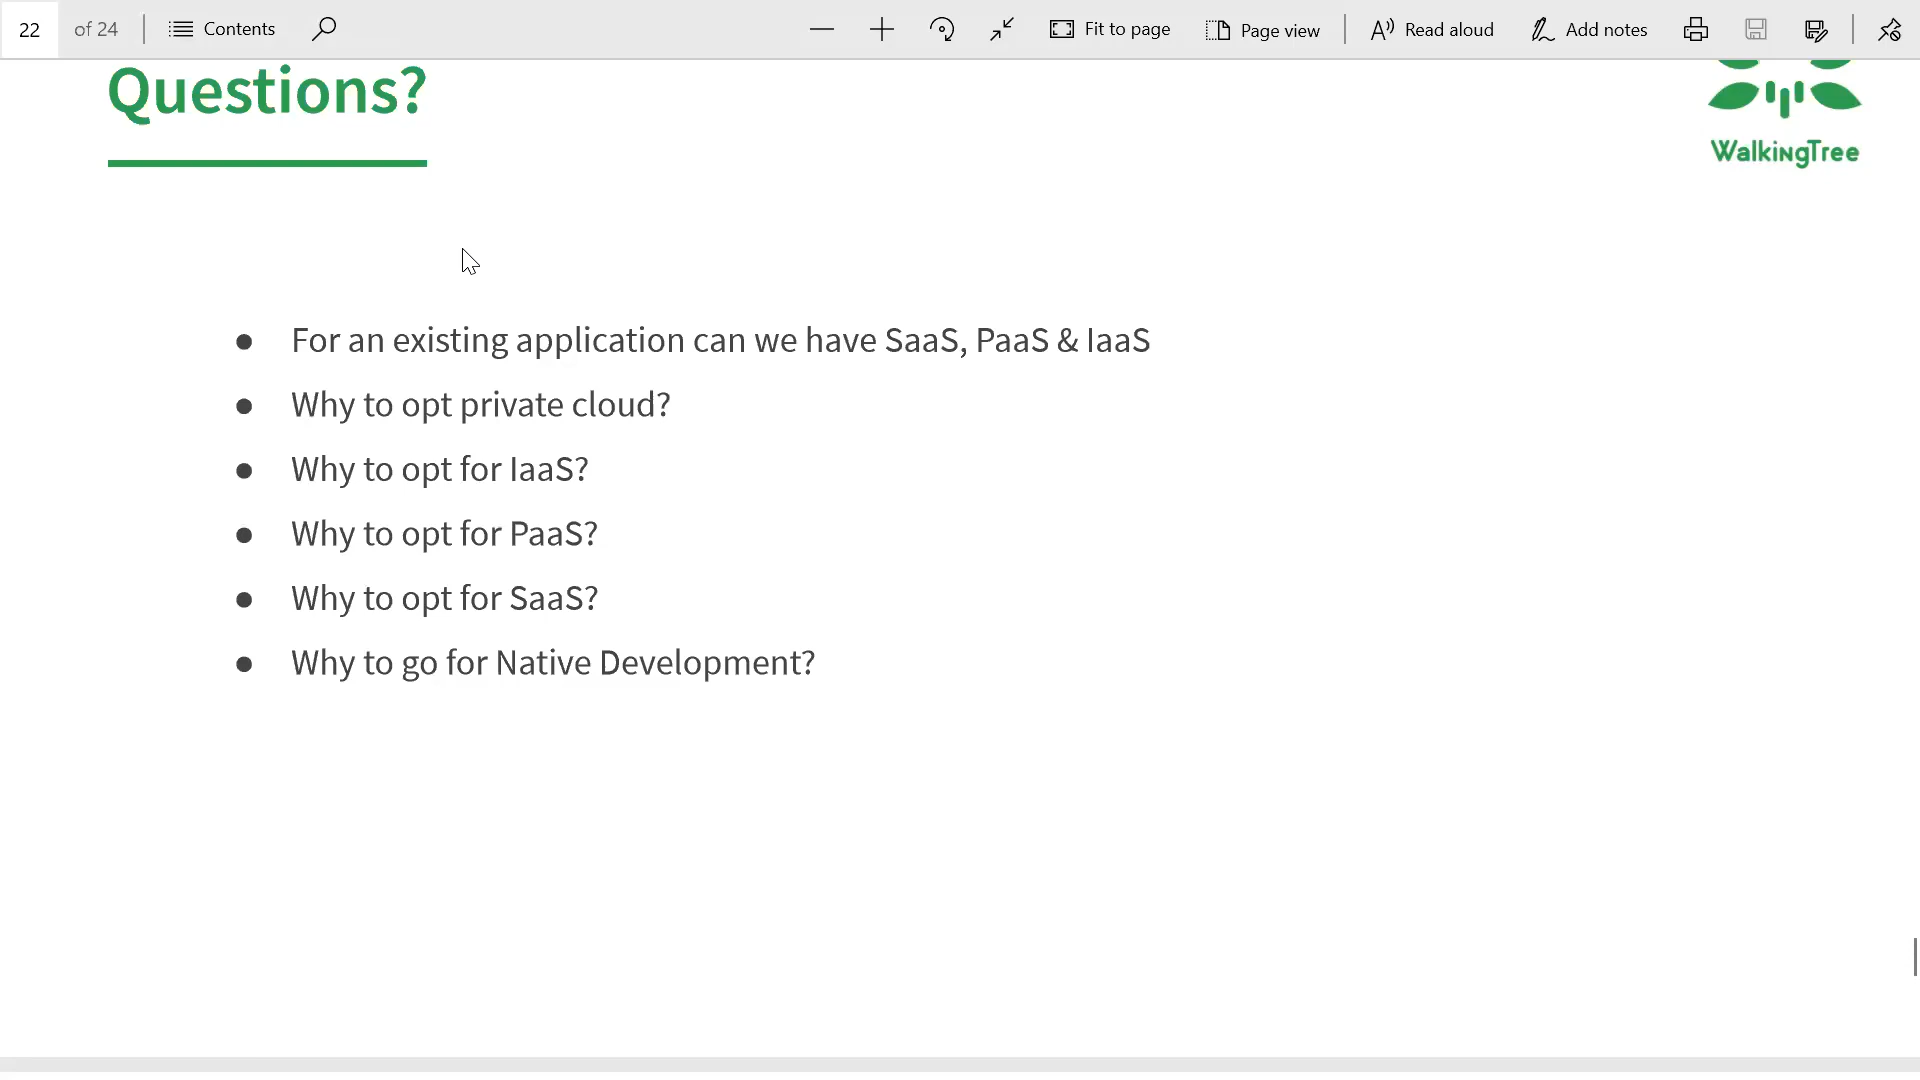 22 of 24 Contents Fit to page Page view Read aloud Add notes
Questions?
WalkingTree
● For an existing application can we have SaaS, PaaS & IaaS
● Why to opt private cloud?
● Why to opt for IaaS?
● Why to opt for PaaS?
● Why to opt for SaaS?
● Why to go for Native Development?